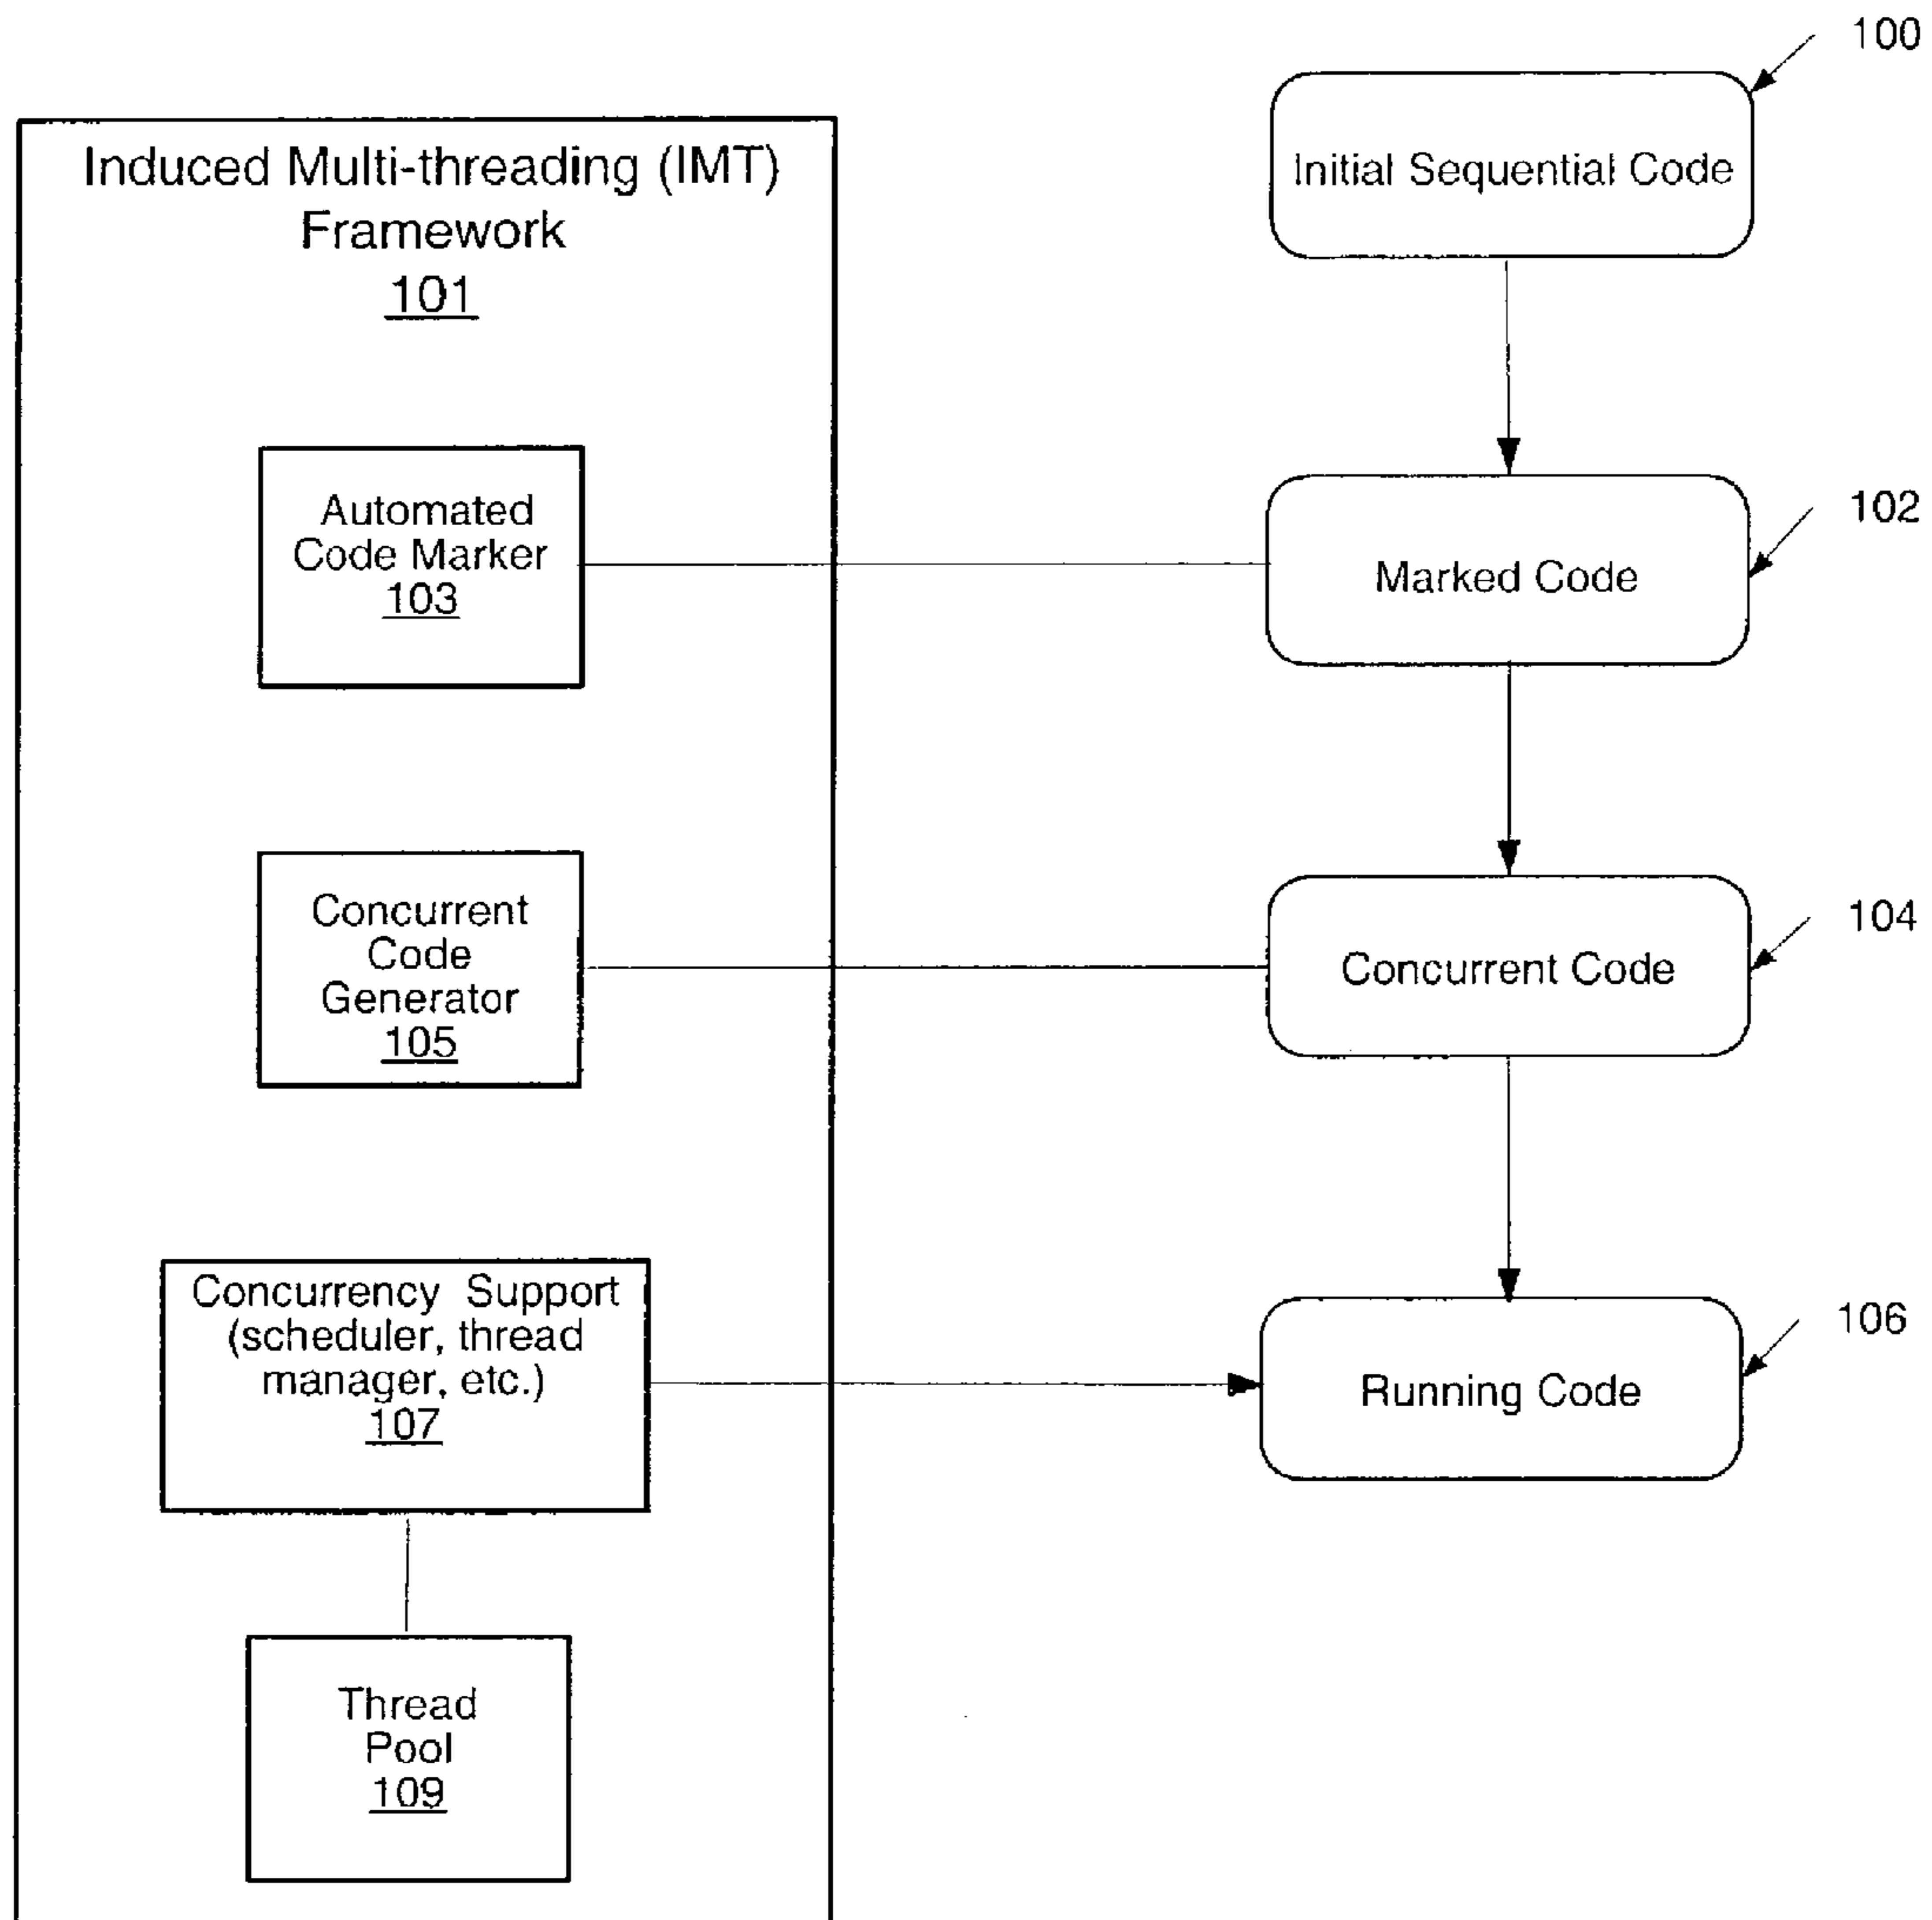 100
Initial Sequential Code
Induced Multi-threading (IMT)
Framework
101
Automated
Code Marker
103
102
Marked Code
Concurrent
Code
Generator
105
104
Concurrent Code
Concurrency Support
(scheduler, thread
manager, etc.)
107
106
Running Code
Thread
Pool
109